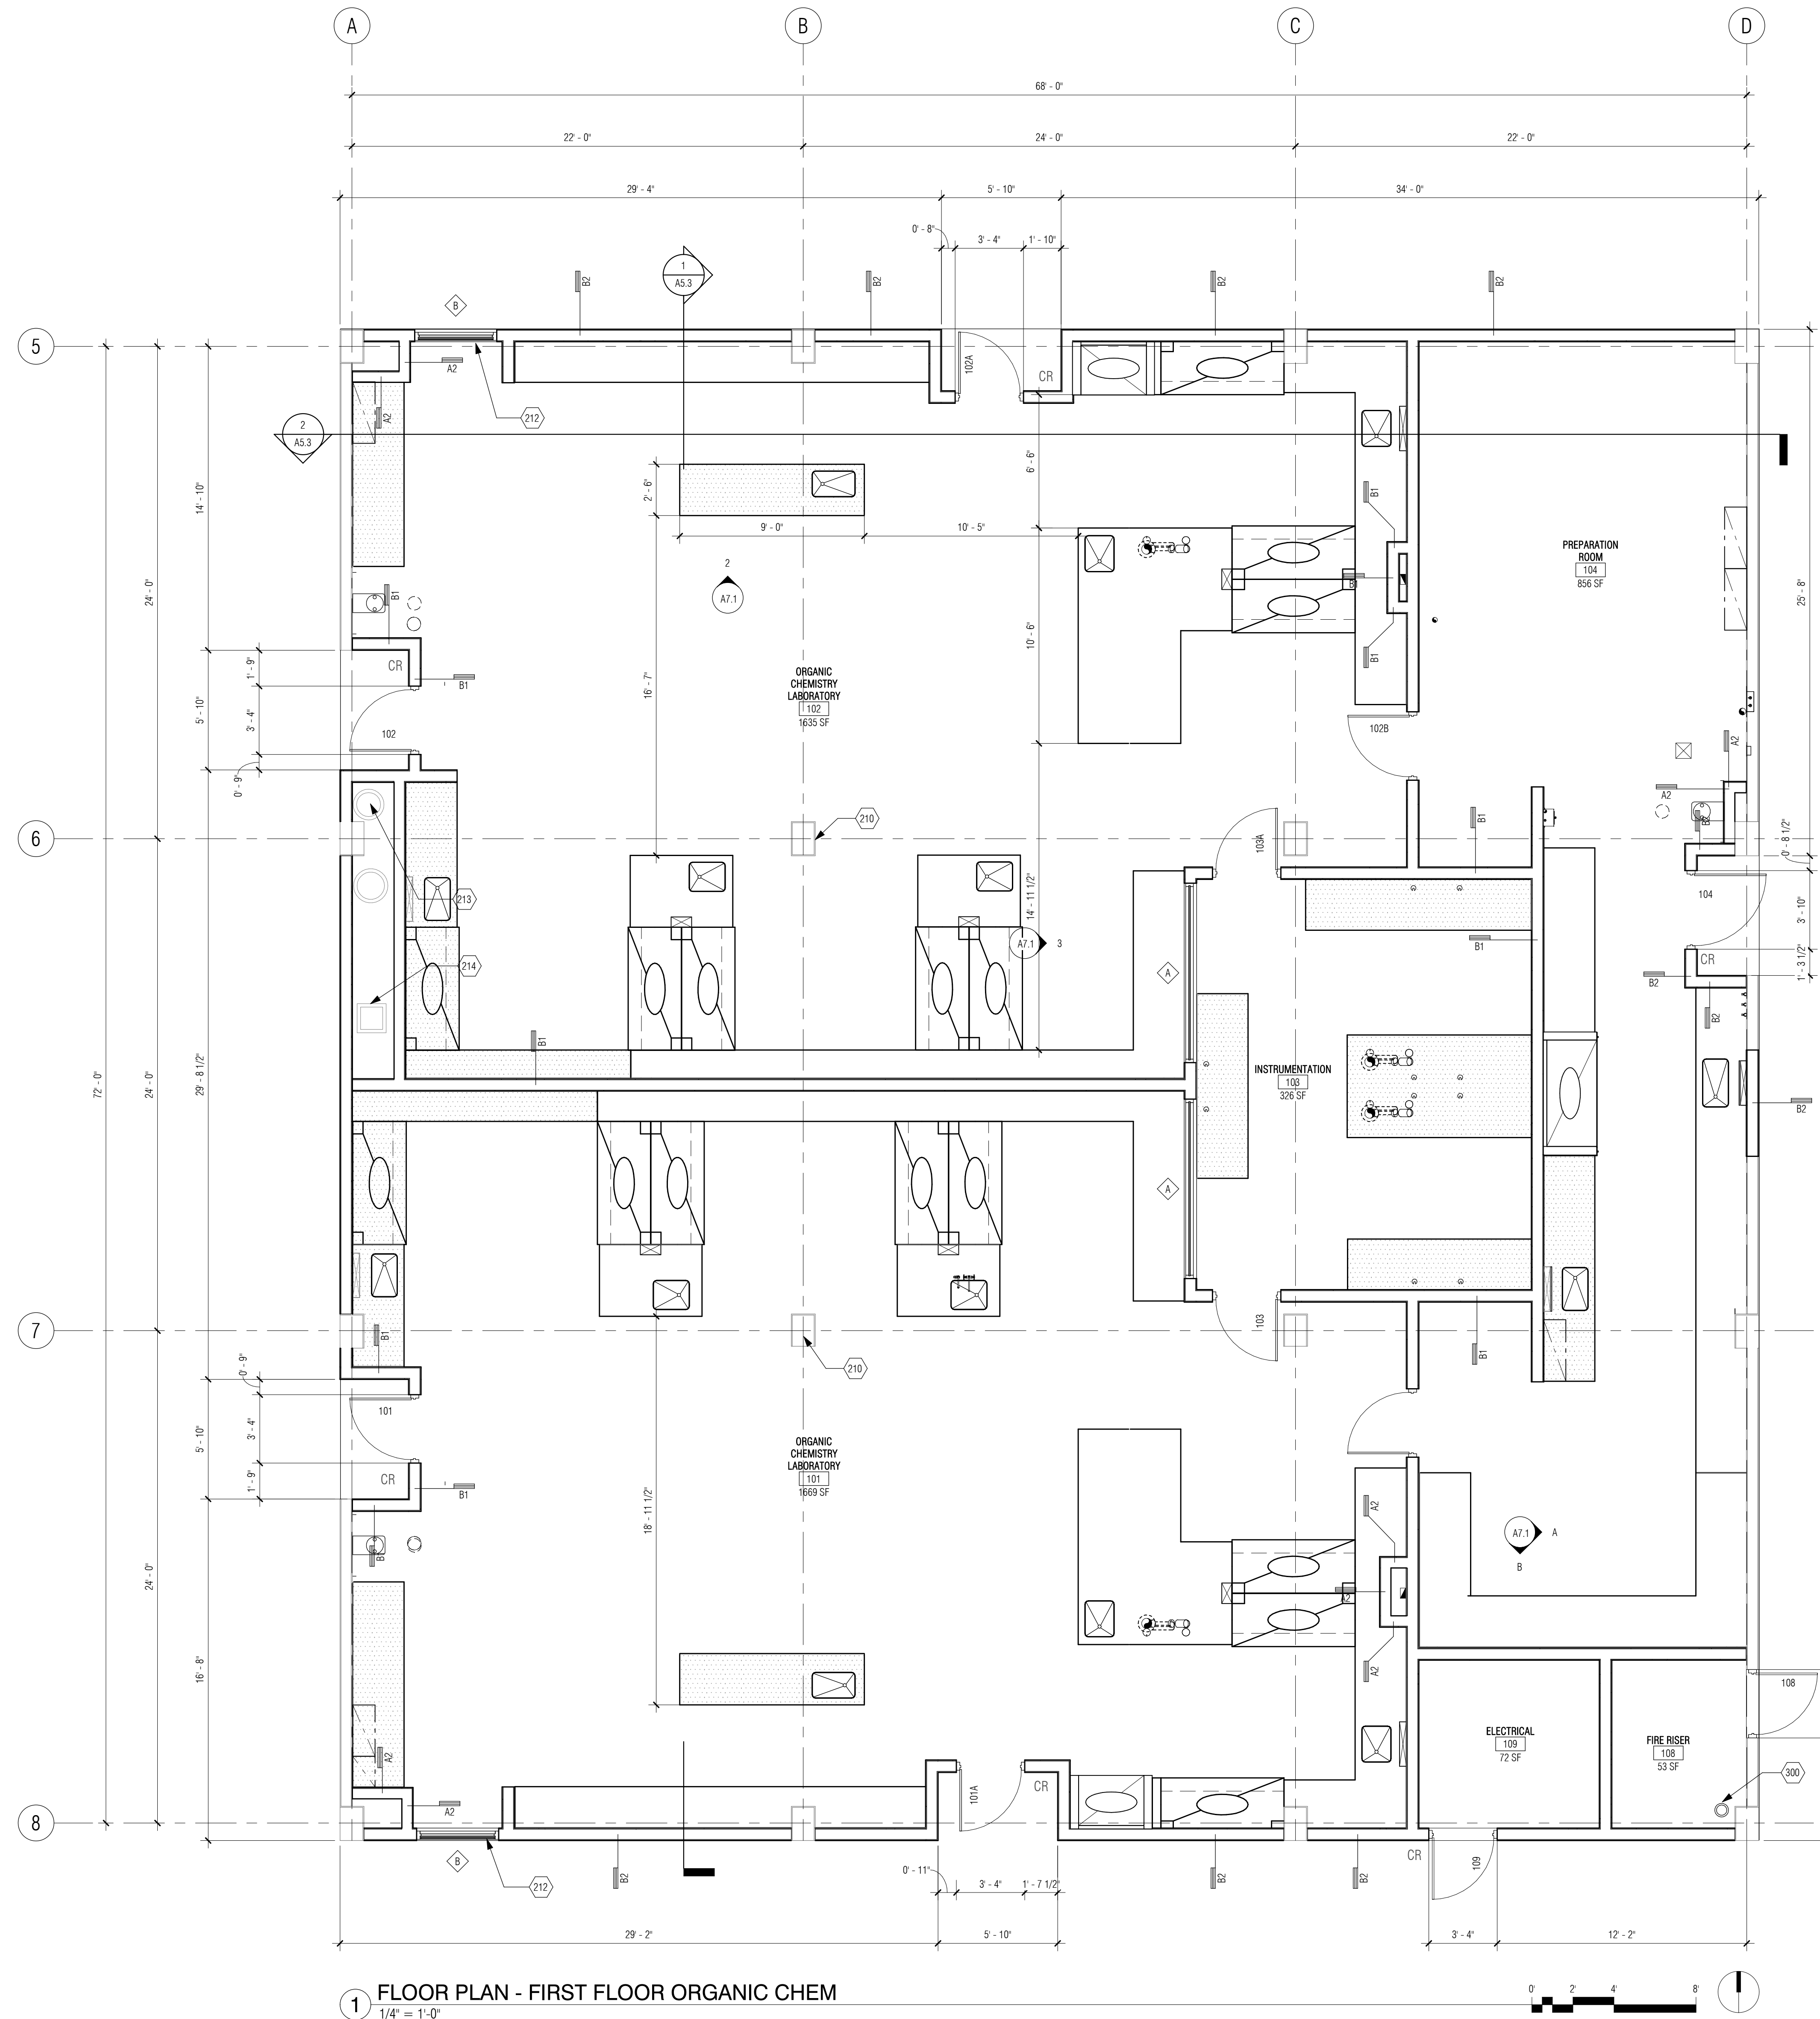 A
B
C
D
68' - 0"
22' - 0"
24' - 0"
22' - 0"
29' - 4"
5' - 10"
34' - 0"
0' - 8"
3' - 4"
1' - 10"
1
A5.3
B2
B2
B2
B2
B
5
A2
102A
CR
212
2
A5.3
A2
14' - 10"
6' - 6"
2' - 6"
9' - 0"
10' - 5"
B1
PREPARATION
ROOM
104
856 SF
25' - 8"
2
A7.1
B1
B1
24' - 0"
10' - 6"
CR
1' - 9"
B1
B1
16' - 7"
ORGANIC
CHEMISTRY
LABORATORY
102
1635 SF
5' - 10"
3' - 4"
102
102B
A2
0' - 9"
A2
6
210
103A
B1
B2
0' - 8 1/2"
213
14' - 11 1/2"
104
3' - 10"
214
A7.1
3
B1
CR
A
B2
1' - 3 1/2"
B2
B1
72' - 0"
24' - 0"
29' - 8 1/2"
INSTRUMENTATION
103
326 SF
B2
A
7
B1
210
103
B1
0' - 9"
101
3' - 4"
5' - 10"
CR
1' - 9"
B1
ORGANIC
CHEMISTRY
LABORATORY
101
1669 SF
18' - 11 1/2"
A2
A7.1
A
B
24' - 0"
A2
16' - 8"
A2
108
A2
ELECTRICAL
109
72 SF
FIRE RISER
108
53 SF
300
A2
101A
CR
8
B
212
B2
0' - 11"
3' - 4"
1' - 7 1/2"
B2
B2
CR
109
29' - 2"
5' - 10"
3' - 4"
12' - 2"
1
FLOOR PLAN - FIRST FLOOR ORGANIC CHEM
1/4" = 1'-0"
0'
2'
4'
8'